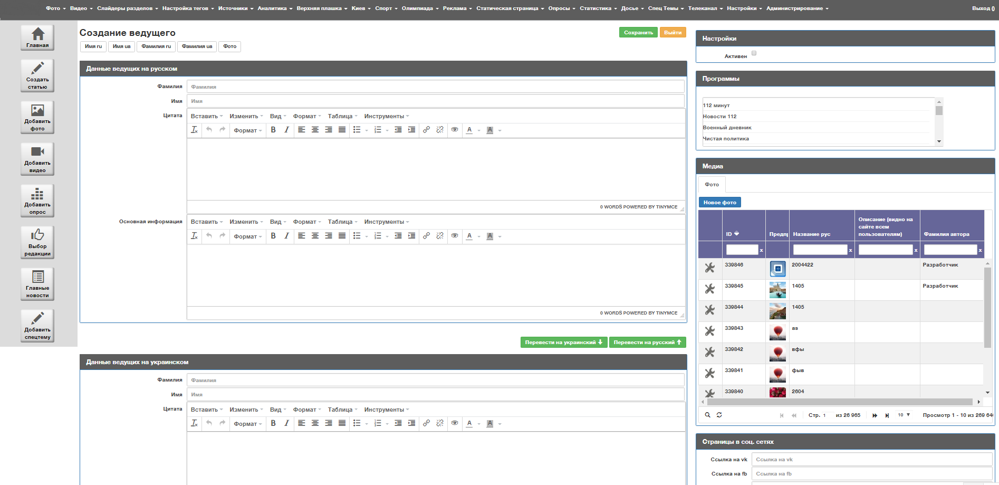 Фото Видео Слайдеры разделов Настройка тегов Источники Аналитика Верхняя плашка Киев Спорт Олимпиада Реклама Статическая страница Опросы Статистика Досье Спец Темы Телеканал Настройки Администрирование Выход ()
Главная
Создать
статью
Добавить
фото
Добавить
видео
Добавить
опрос
Выбор
редакции
Главные
новости
Добавить
спецтему
Создание ведущего
Сохранить Выйти
Имя ru Имя ua Фамилия ru Фамилия ua Фото
Данные ведущих на русском
Фамилия Фамилия
Имя Имя
Цитата Вставить Изменить Вид Формат Таблица Инструменты
Формат B I A A
0 WORDS POWERED BY TINYMCE
Основная информация Вставить Изменить Вид Формат Таблица Инструменты
Формат B I A A
0 WORDS POWERED BY TINYMCE
Перевести на украинский Перевести на русский
Данные ведущих на украинском
Фамилия Фамилия
Имя Имя
Цитата Вставить Изменить Вид Формат Таблица Инструменты
Формат B I A A
Настройки
Активен
Программы
112 минут
Новости 112
Военный дневник
Чистая политика
Медиа
Фото
Новое фото
ID Предпр Название рус Описание (видно на сайте всем пользователям) Фамилия автора
x x x x
339846 2004422 Разработчик
339845 1405 Разработчик
339844 1405
339843 аа
339842 вфы
339841 фыв
339840 2604
Стр. 1 из 26 965 10 Просмотр 1 - 10 из 269 64
Страницы в соц. сетях
Ссылка на vk Ссылка на vk
Ссылка на fb Ссылка на fb